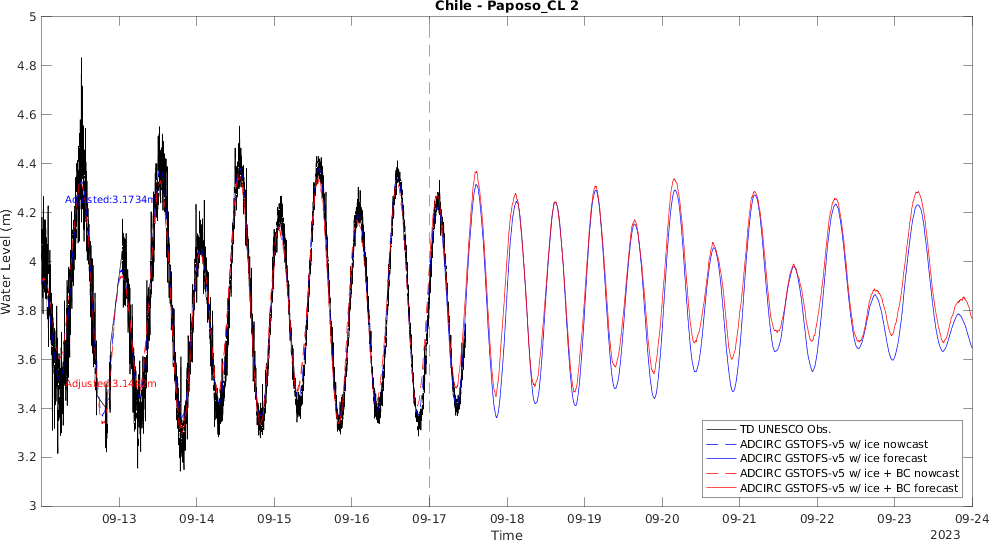 Chile - Paposo_CL 2
Water Level (m)
5
4.8
4.6
4.4
4.2
4
3.8
3.6
3.4
3.2
3
Adjusted:3.1734m
TD UNESCO Obs.
ADCIRC GSTOFS-v5 w/ ice nowcast
ADCIRC GSTOFS-v5 w/ ice forecast
ADCIRC GSTOFS-v5 w/ ice + BC nowcast
ADCIRC GSTOFS-v5 w/ ice + BC forecast
09-13 09-14 09-15 09-16 09-17 09-18 09-19 09-20 09-21 09-22 09-23 09-24
Time
2023